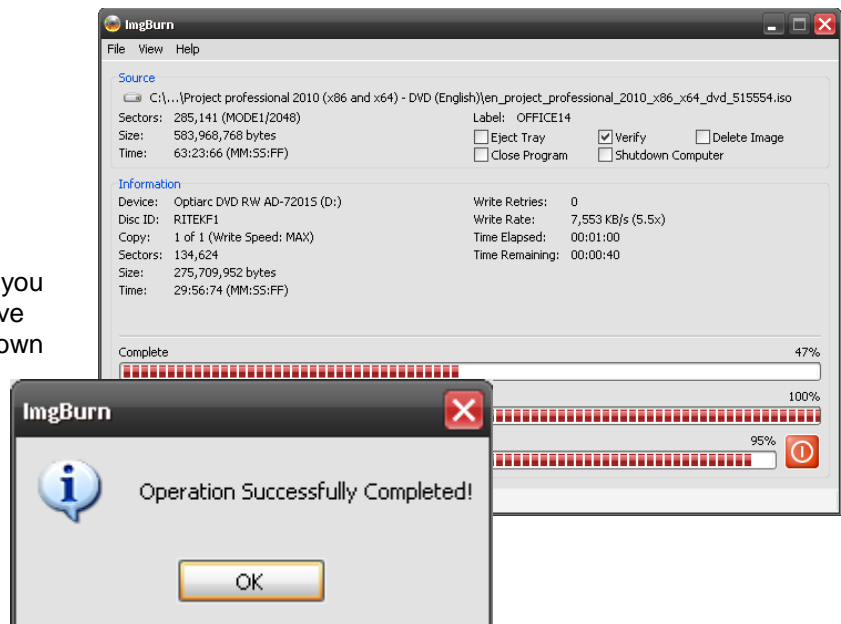 ImgBurn
File View Help
Source
C:\...\Project professional 2010 (x86 and x64) - DVD (English)\en_project_professional_2010_x86_x64_dvd_515554.iso
Sectors: 285,141 (MODE1/2048) Label: OFFICE14
Size: 583,968,768 bytes Eject Tray Verify Delete Image
Time: 63:23:66 (MM:SS:FF) Close Program Shutdown Computer
Information
Device: Optiarc DVD RW AD-7201S (D:) Write Retries: 0
Disc ID: RITEKF1 Write Rate: 7,553 KB/s (5.5x)
Copy: 1 of 1 (Write Speed: MAX) Time Elapsed: 00:01:00
Sectors: 134,624 Time Remaining: 00:00:40
Size: 275,709,952 bytes
Time: 29:56:74 (MM:SS:FF)
you
ve
own
Complete 47%
100%
95%
ImgBurn
Operation Successfully Completed!
OK